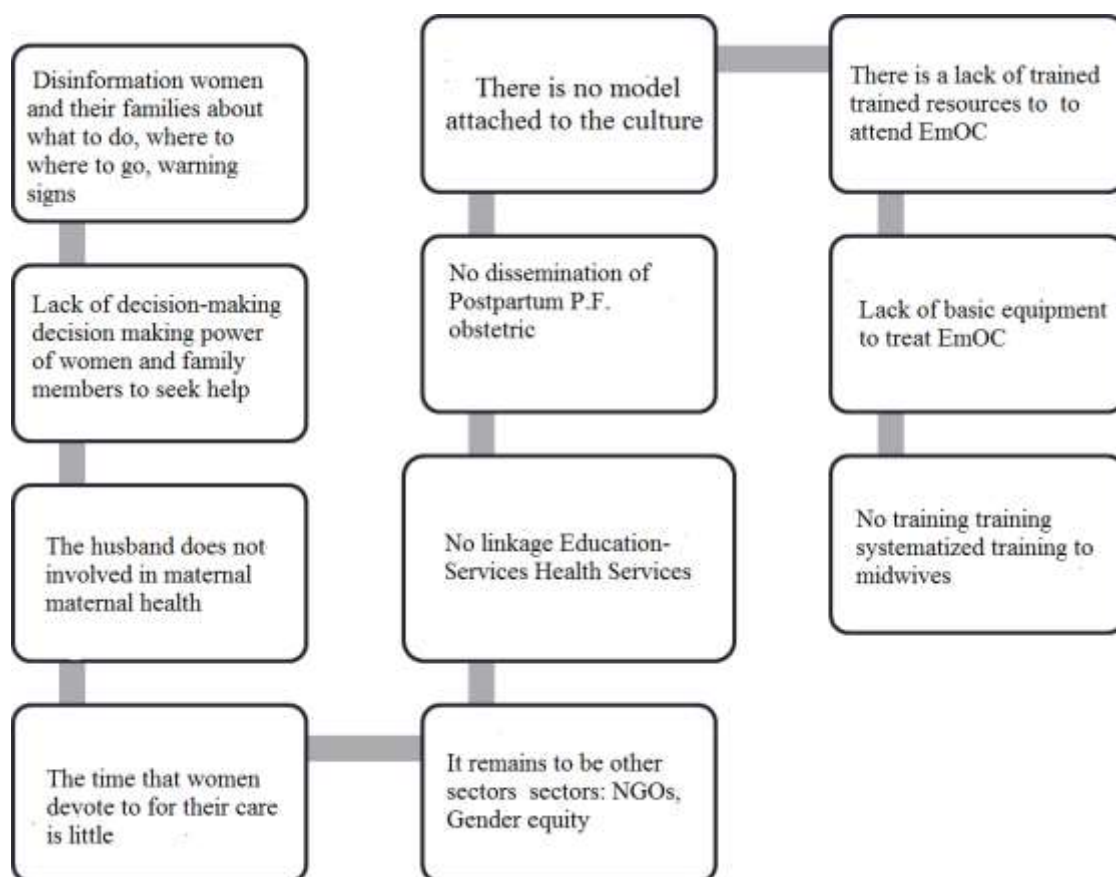 Disinformation women
and their families about
what to do, where to
where to go, warning
signs
Lack of decision-making
decision making power
of women and family
members to seek help
The husband does not
involved in maternal
maternal health
The time that women
devote to for their care
is little
It remains to be other
sectors sectors: NGOs,
Gender equity
No linkage Education-
Services Health Services
No dissemination of
Postpartum P.F.
obstetric
There is no model
attached to the culture
There is a lack of trained
trained resources to to
attend EmOC
Lack of basic equipment
to treat EmOC
No training training
systematized training to
midwives